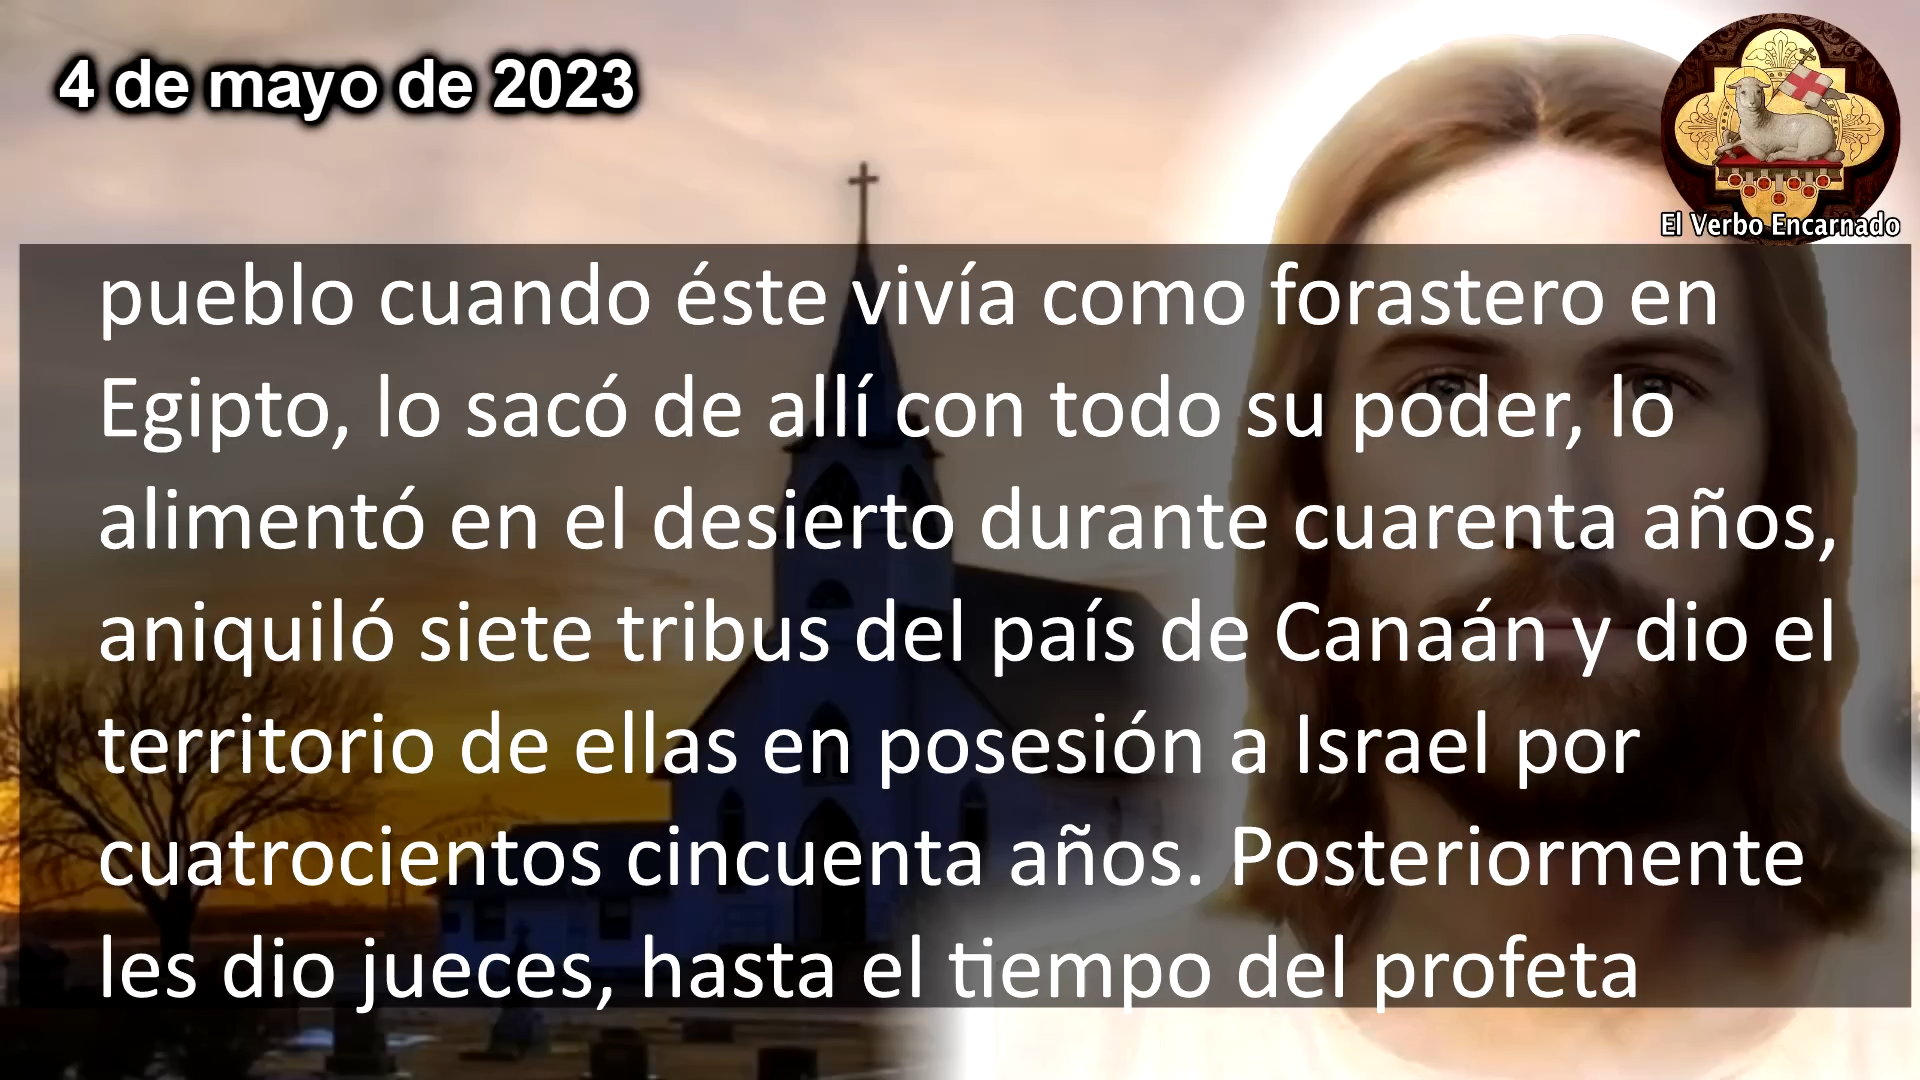 4 de mayo de 2023
El Verbo Encarnado
pueblo cuando éste vivía como forastero en
Egipto, lo sacó de allí con todo su poder, lo
alimentó en el desierto durante cuarenta años,
aniquiló siete tribus del país de Canaán y dio el
territorio de ellas en posesión a Israel por
cuatrocientos cincuenta años. Posteriormente
les dio jueces, hasta el tiempo del profeta